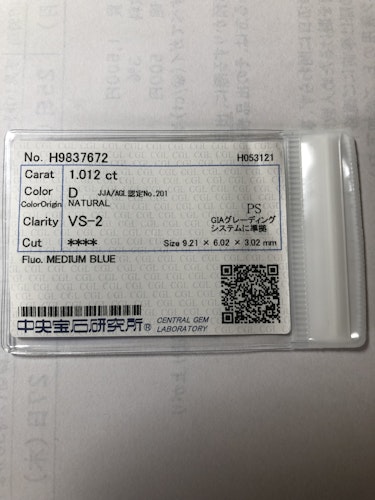 No. H9837672 H053121
Carat 1.012 ct
Color D JJA/AGL認定No.201
ColorOrigin NATURAL
Clarity VS-2 PS
GIAグレーディング
システムに準拠
Cut **** Size 9.21 × 6.02 × 3.02 mm
Fluo. MEDIUM BLUE
中央宝石研究所® CENTRAL GEM
LABORATORY